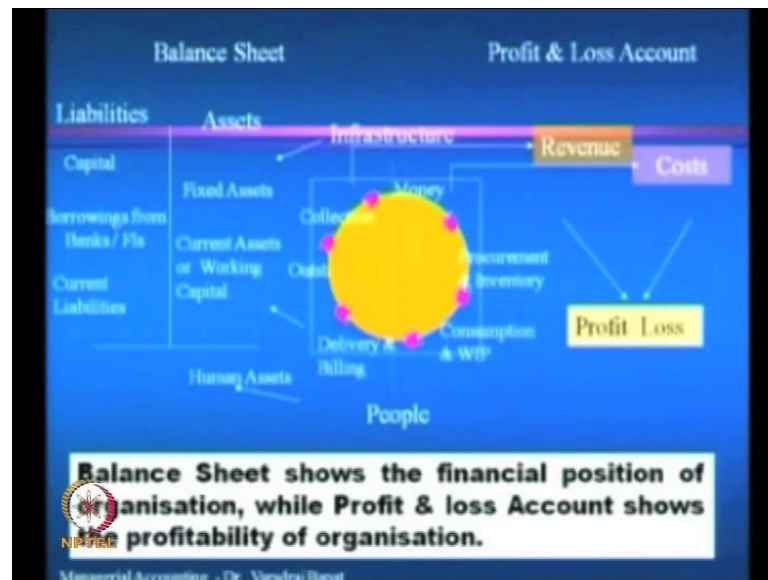 Balance Sheet
Profit & Loss Account
Liabilities
Assets
Infrastructure
Revenue
Costs
Capital
Fixed Assets
Money
Collection
Borrowings from
Banks / FIs
Current Assets
or Working
Capital
Procurement
Inventory
Current
Liabilities
Profit Loss
Delivery &
Billing
Consumption
& WIP
Human Assets
People
Balance Sheet shows the financial position of
organisation, while Profit & loss Account shows
the profitability of organisation.
NPTEL
Managerial Accounting - Dr. Varadraj Bapat